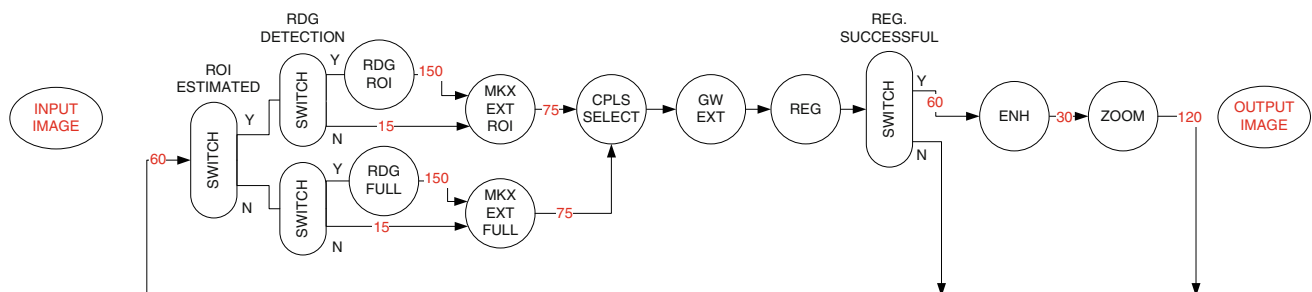 RDG
DETECTION
REG.
SUCCESSFUL
ROI
ESTIMATED
INPUT
IMAGE
60
SWITCH
Y
N
SWITCH
Y
N
RDG
ROI
150
15
MKX
EXT
ROI
75
SWITCH
Y
N
RDG
FULL
150
15
MKX
EXT
FULL
75
CPLS
SELECT
GW
EXT
REG
SWITCH
Y
60
N
ENH
30
ZOOM
120
OUTPUT
IMAGE